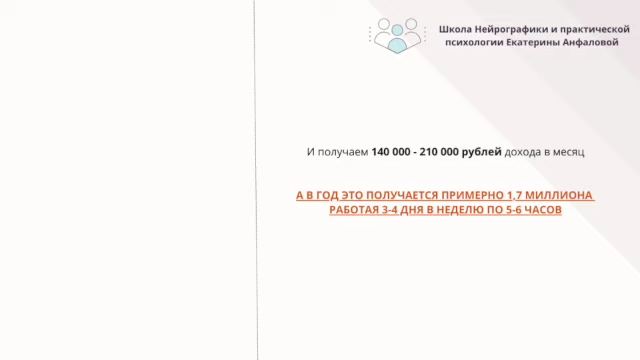 Школа Нейрографики и практической
психологии Екатерины Анфаловой
И получаем 140 000 - 210 000 рублей дохода в месяц
А В ГОД ЭТО ПОЛУЧАЕТСЯ ПРИМЕРНО 1,7 МИЛЛИОНА
РАБОТАЯ 3-4 ДНЯ В НЕДЕЛЮ ПО 5-6 ЧАСОВ